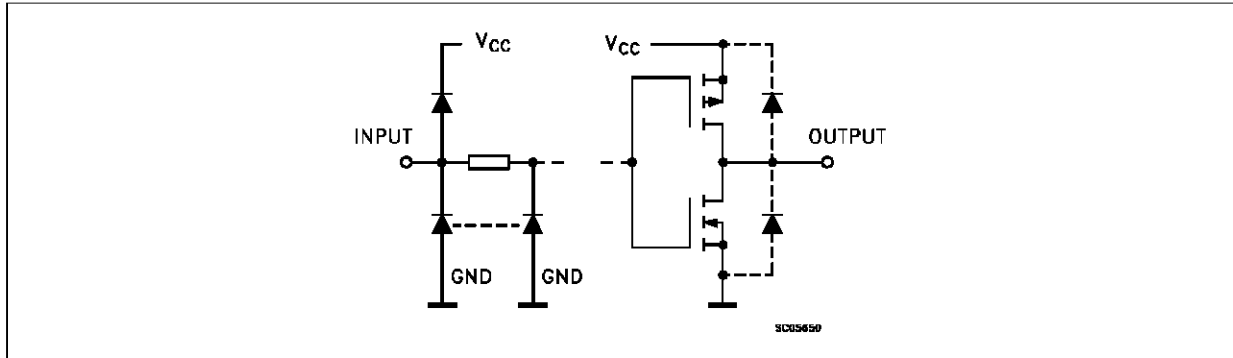 VCC
VCC
INPUT
OUTPUT
GND
GND
SC05650